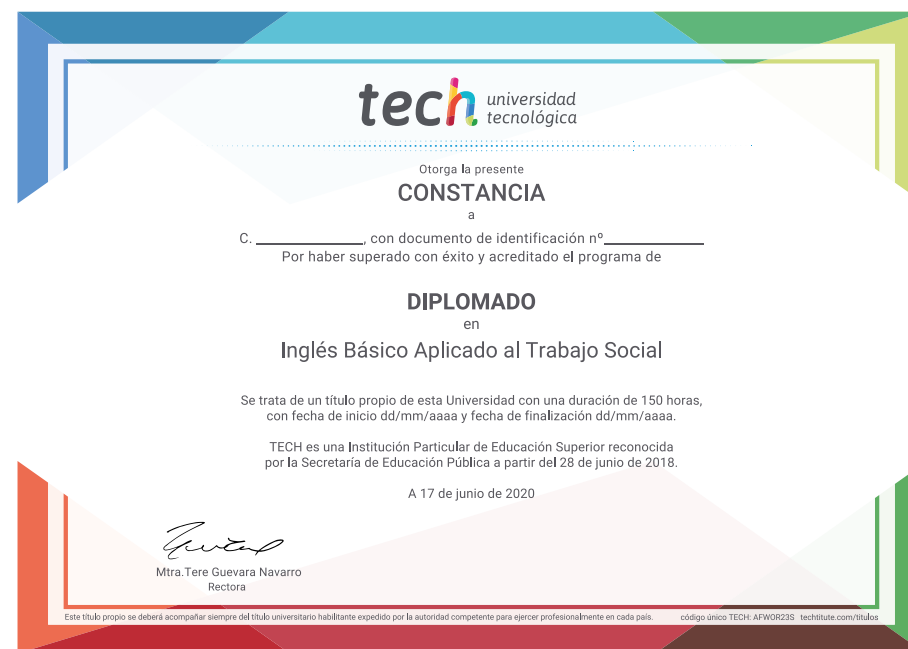 tech universidad
tecnológica
Otorga la presente
CONSTANCIA
a
C. ____________, con documento de identificación nº____________
Por haber superado con éxito y acreditado el programa de
DIPLOMADO
en
Inglés Básico Aplicado al Trabajo Social
Se trata de un título propio de esta Universidad con una duración de 150 horas,
con fecha de inicio dd/mm/aaaa y fecha de finalización dd/mm/aaaa.
TECH es una Institución Particular de Educación Superior reconocida
por la Secretaría de Educación Pública a partir del 28 de junio de 2018.
A 17 de junio de 2020
Mtra.Tere Guevara Navarro
Rectora
Este título propio se deberá acompañar siempre del título universitario habilitante expedido por la autoridad competente para ejercer profesionalmente en cada país. código único TECH: AFWOR23S techtitute.com/titulos